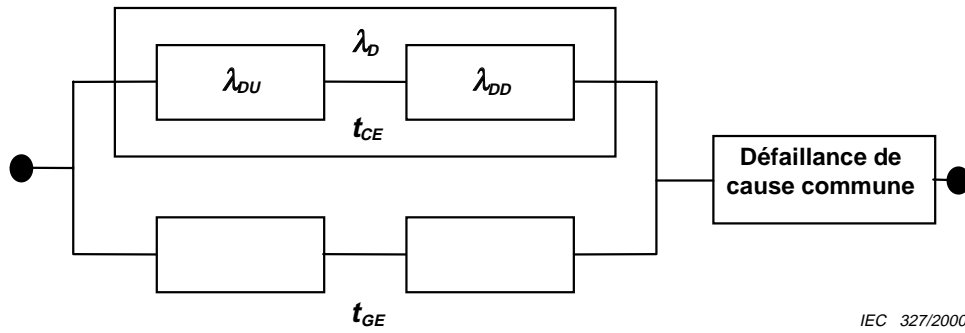 λD
λDU
λDD
tCE
Défaillance de
cause commune
tGE
IEC 327/2000